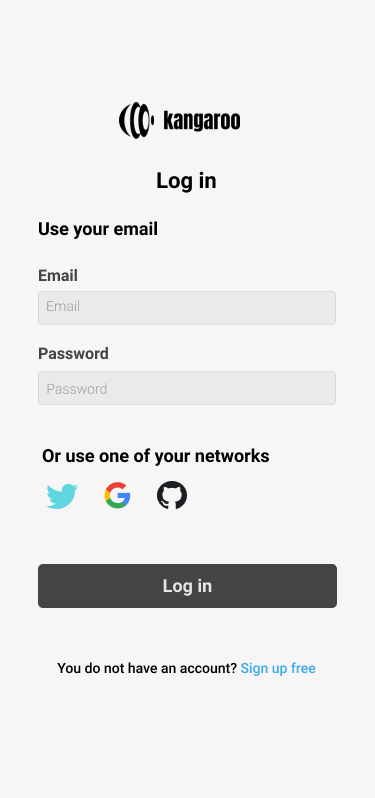 kangaroo
Log in
Use your email
Email
Email
Password
Password
Or use one of your networks
Log in
You do not have an account? Sign up free